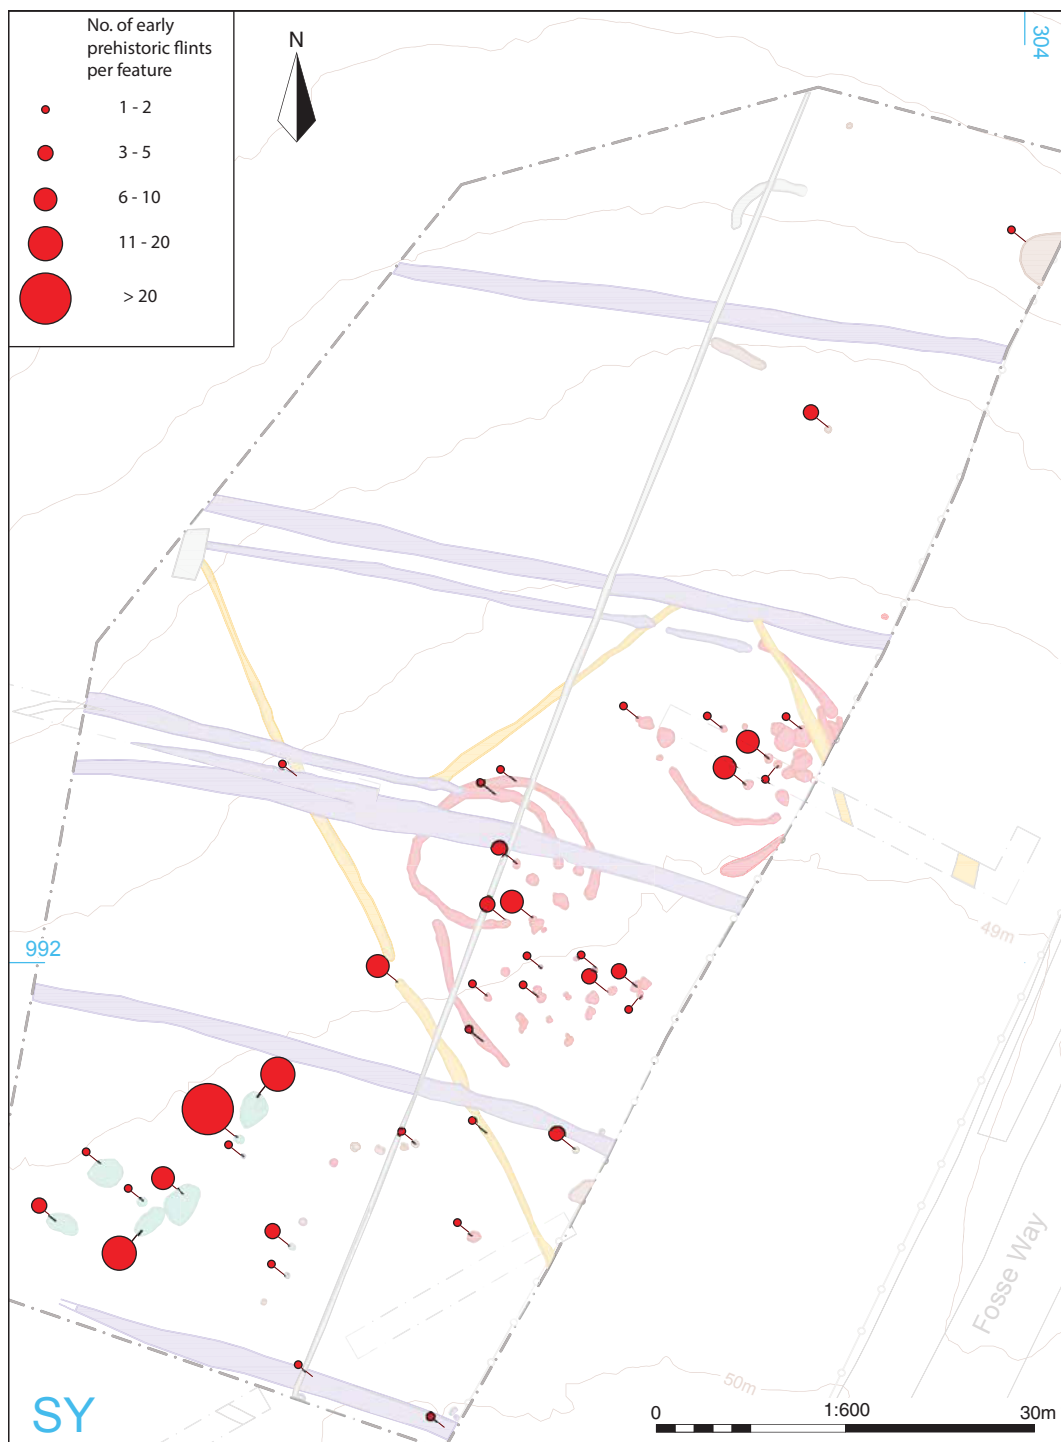 No. of early
prehistoric flints
per feature
1 - 2
3 - 5
6 - 10
11 - 20
> 20
N
304
992
49m
Fosse Way
50m
SY
0 1:600 30m